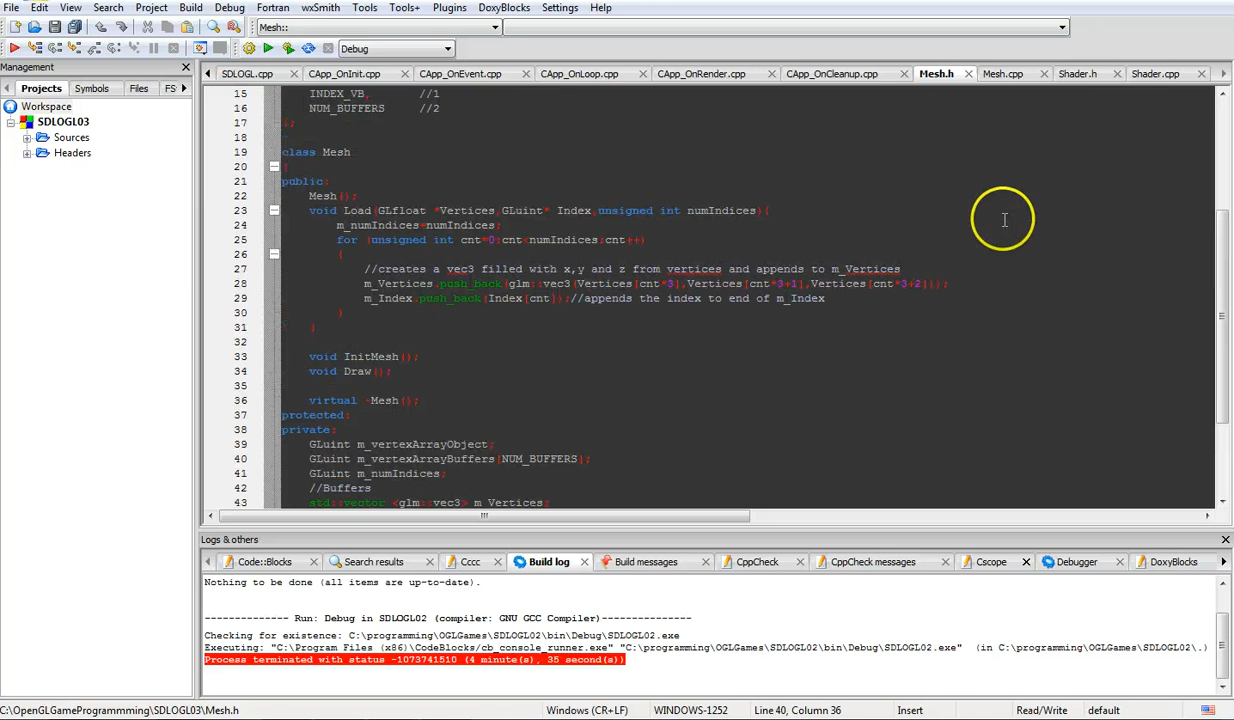 File Edit View Search Project Build Debug Fortran wxSmith Tools Tools+ Plugins DoxyBlocks Settings Help
Mesh::
Debug
Management
Projects Symbols Files FS
SDLOGL.cpp CApp_OnInit.cpp CApp_OnEvent.cpp CApp_OnLoop.cpp CApp_OnRender.cpp CApp_OnCleanup.cpp Mesh.h Mesh.cpp Shader.h Shader.cpp
Workspace
SDLOGL03
Sources
Headers
15 INDEX_VB, //1
16 NUM_BUFFERS //2
17 };
18
19 class Mesh
20 {
21 public:
22 Mesh();
23 void Load(GLfloat *Vertices,GLuint* Index,unsigned int numIndices){
24 m_numIndices=numIndices;
25 for (unsigned int cnt=0;cnt<numIndices;cnt++)
26 {
27 //creates a vec3 filled with x,y and z from vertices and appends to m_Vertices
28 m_Vertices.push_back(glm::vec3(Vertices[cnt*3],Vertices[cnt*3+1],Vertices[cnt*3+2]));
29 m_Index.push_back(Index[cnt]);//appends the index to end of m_Index
30 }
31 }
32
33 void InitMesh();
34 void Draw();
35
36 virtual ~Mesh();
37 protected:
38 private:
39 GLuint m_vertexArrayObject;
40 GLuint m_vertexArrayBuffers[NUM_BUFFERS];
41 GLuint m_numIndices;
42 //Buffers
43 std::vector <glm::vec3> m_Vertices;
Logs & others
Code::Blocks Search results Cccc Build log Build messages CppCheck CppCheck messages Cscope Debugger DoxyBlocks
Nothing to be done (all items are up-to-date).
-------------- Run: Debug in SDLOGL02 (compiler: GNU GCC Compiler)---------------
Checking for existence: C:\programming\OGLGames\SDLOGL02\bin\Debug\SDLOGL02.exe
Executing: "C:\Program Files (x86)\CodeBlocks/cb_console_runner.exe" "C:\programming\OGLGames\SDLOGL02\bin\Debug\SDLOGL02.exe" (in C:\programming\OGLGames\SDLOGL02\.)
Process terminated with status -1073741510 (4 minute(s), 35 second(s))
C:\OpenGLGameProgrammming\SDLOGL03\Mesh.h Windows (CR+LF) WINDOWS-1252 Line 40, Column 36 Insert Read/Write default